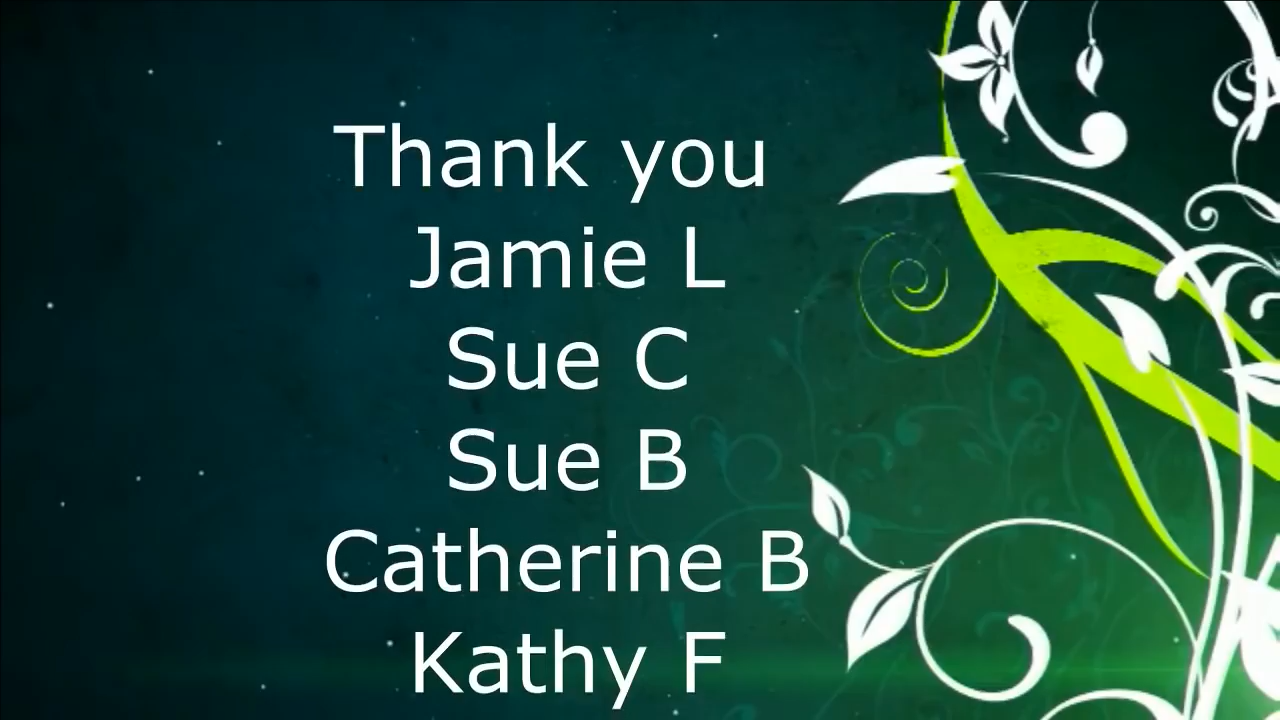 Thank you
Jamie L
Sue C
Sue B
Catherine B
Kathy F